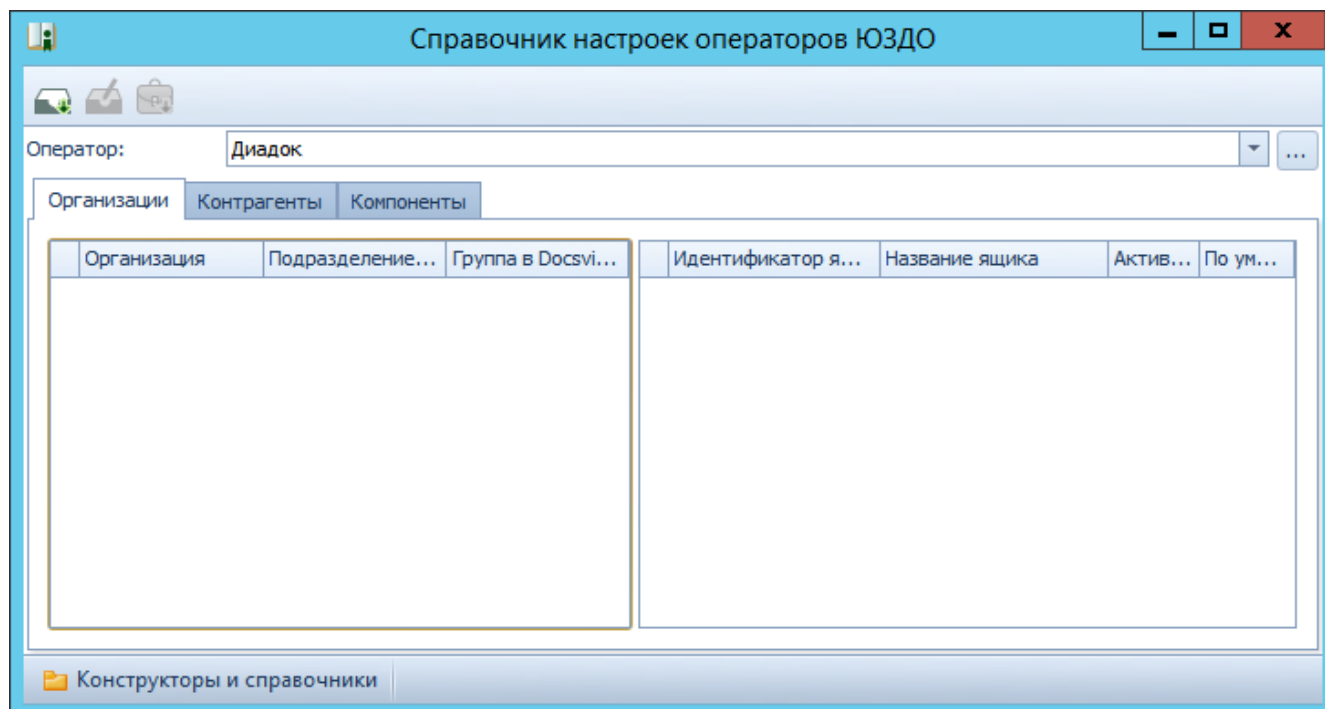 Справочник настроек операторов ЮЗДО
Оператор: Диадок ...
Организации Контрагенты Компоненты
Организация Подразделение... Группа в Docsvi... Идентификатор я... Название ящика Актив... По ум...
Конструкторы и справочники